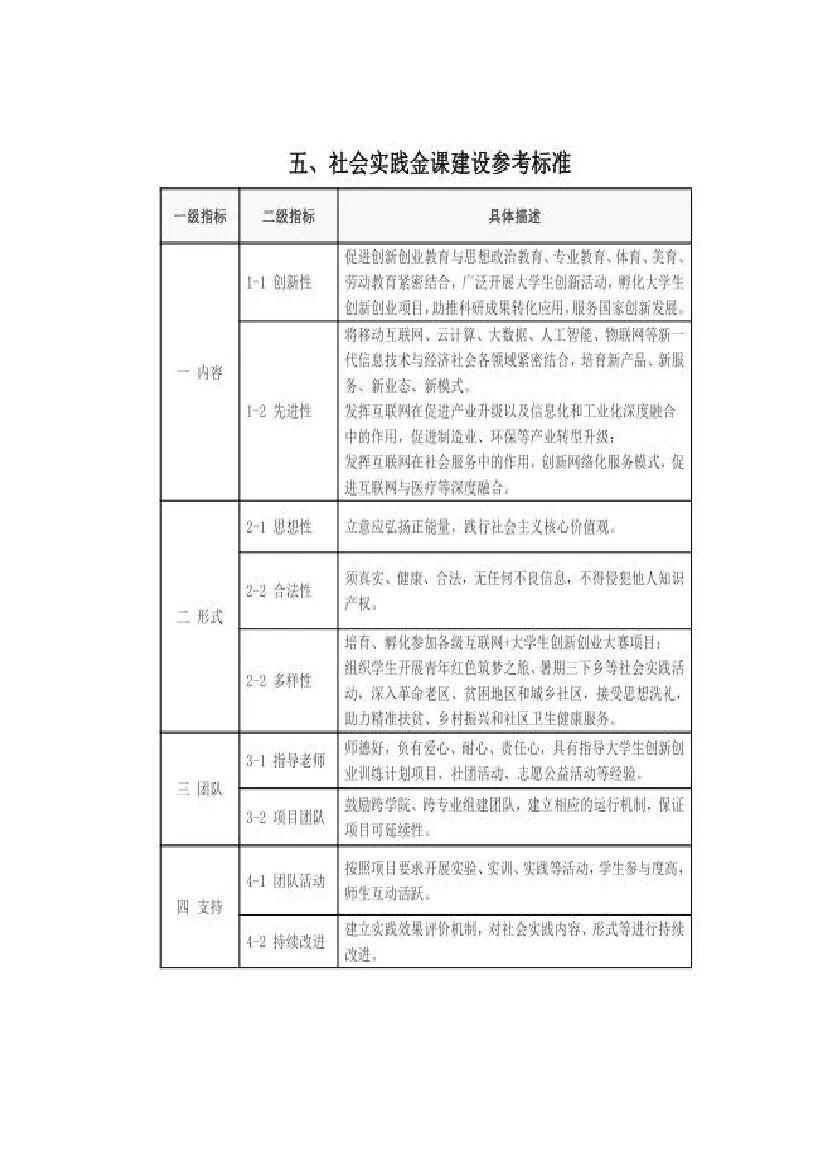 五、社会实践金课建设参考标准
一级指标
二级指标
具体描述
一 内容
1-1 创新性
促进创新创业教育与思想政治教育、专业教育、体育、美育、
劳动教育紧密结合，广泛开展大学生创新活动，孵化大学生
创新创业项目，助推科研成果转化应用，服务国家创新发展。
1-2 先进性
将移动互联网、云计算、大数据、人工智能、物联网等新一
代信息技术与经济社会各领域紧密结合，培育新产品、新服
务、新业态、新模式。
发挥互联网在促进产业升级以及信息化和工业化深度融合
中的作用，促进制造业、环保等产业转型升级；
发挥互联网在社会服务中的作用，创新网络化服务模式，促
进互联网与医疗等深度融合。
二 形式
2-1 思想性
立意应弘扬正能量，践行社会主义核心价值观。
2-2 合法性
须真实、健康、合法，无任何不良信息，不得侵犯他人知识
产权。
2-2 多样性
培育、孵化参加各级互联网+大学生创新创业大赛项目；
组织学生开展青年红色筑梦之旅、暑期三下乡等社会实践活
动，深入革命老区、贫困地区和城乡社区，接受思想洗礼，
助力精准扶贫、乡村振兴和社区卫生健康服务。
三 团队
3-1 指导老师
师德好，负有爱心、耐心、责任心，具有指导大学生创新创
业训练计划项目、社团活动、志愿公益活动等经验。
3-2 项目团队
鼓励跨学院、跨专业组建团队，建立相应的运行机制，保证
项目可延续性。
四 支持
4-1 团队活动
按照项目要求开展实验、实训、实践等活动，学生参与度高，
师生互动活跃。
4-2 持续改进
建立实践效果评价机制，对社会实践内容、形式等进行持续
改进。